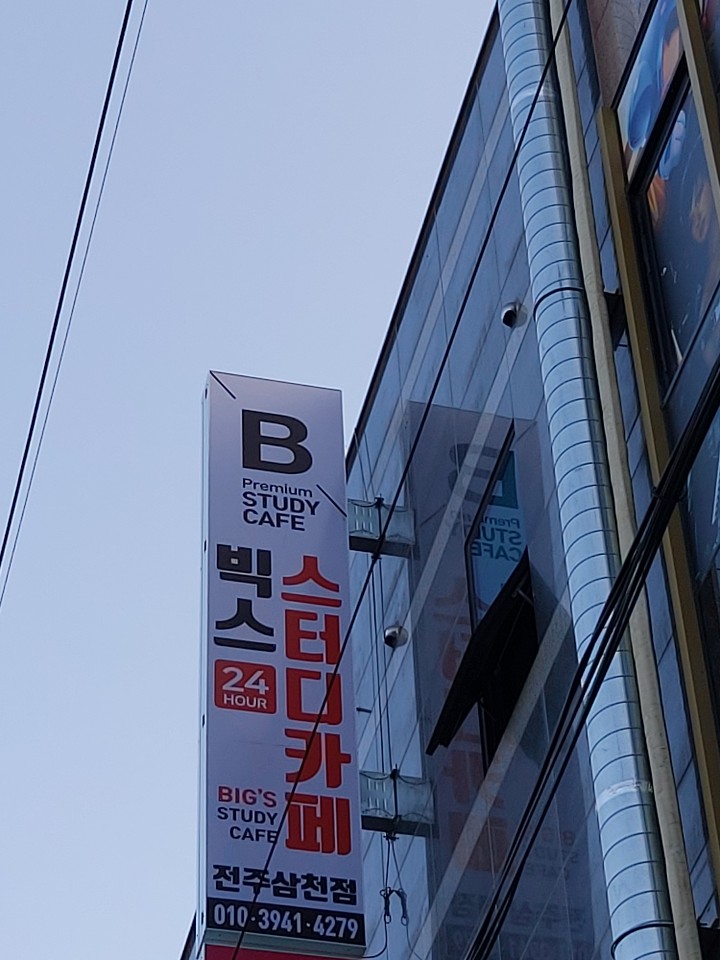 B
Premium
STUDY
CAFE
빅스
스터디카페
24
HOUR
BIG'S
STUDY
CAFE
전주삼천점
010·3941·4279